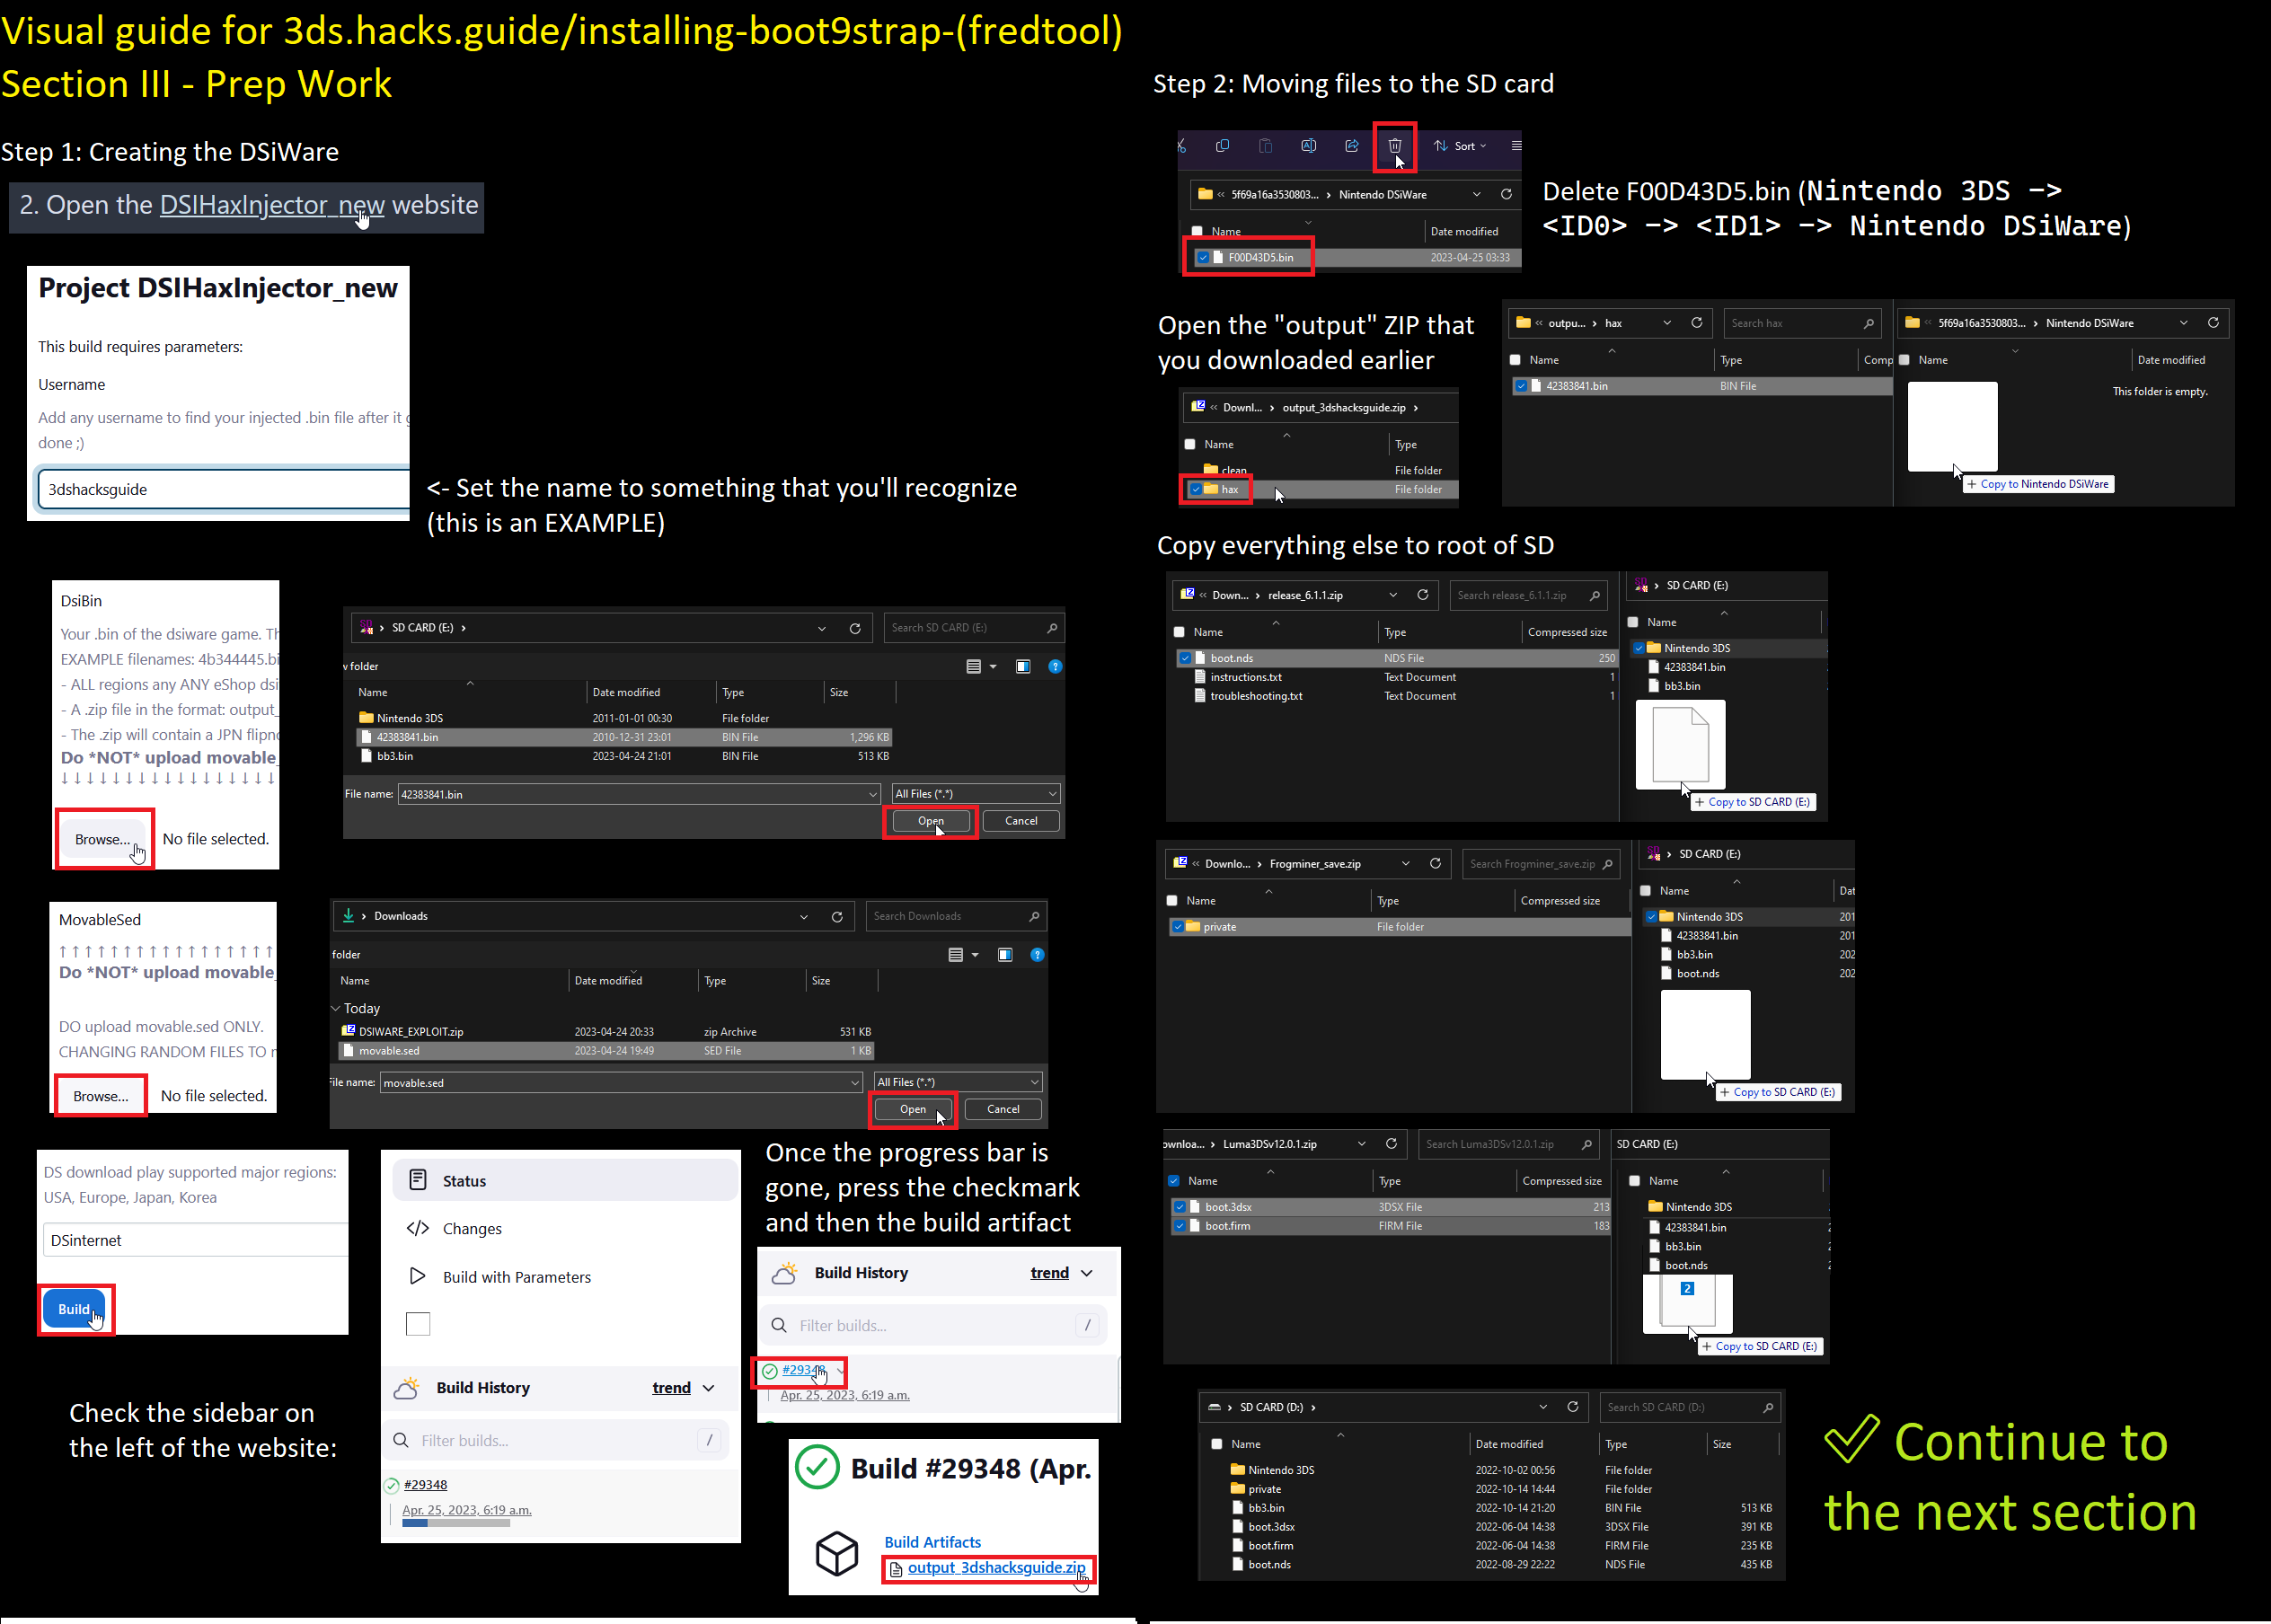 Visual guide for 3ds.hacks.guide/installing-boot9strap-(fredtool)
Section III - Prep Work
Step 1: Creating the DSiWare
2. Open the DSIHaxInjector_new website
Project DSIHaxInjector_new
This build requires parameters:
Username
Add any username to find your injected .bin file after it g
done ;)
3dshacksguide
<- Set the name to something that you'll recognize
(this is an EXAMPLE)
DsiBin
Your .bin of the dsiware game. Th
EXAMPLE filenames: 4b344445.bi
- ALL regions any ANY eShop dsi
- A .zip file in the format: output_
- The .zip will contain a JPN flipno
Do *NOT* upload movable_
↓ ↓ ↓ ↓ ↓ ↓ ↓ ↓ ↓ ↓ ↓ ↓ ↓ ↓ ↓ ↓ ↓
Browse... No file selected.
SD CARD (E:)
Search SD CARD (E:)
w folder
Name Date modified Type Size
Nintendo 3DS 2011-01-01 00:30 File folder
42383841.bin 2010-12-31 23:01 BIN File 1,296 KB
bb3.bin 2023-04-24 21:01 BIN File 513 KB
File name: 42383841.bin All Files (*.*)
Open Cancel
MovableSed
↑ ↑ ↑ ↑ ↑ ↑ ↑ ↑ ↑ ↑ ↑ ↑ ↑ ↑ ↑ ↑ ↑
Do *NOT* upload movable_
DO upload movable.sed ONLY.
CHANGING RANDOM FILES TO m
Browse... No file selected.
Downloads
Search Downloads
folder
Name Date modified Type Size
Today
DSIWARE_EXPLOIT.zip 2023-04-24 20:33 zip Archive 531 KB
movable.sed 2023-04-24 19:49 SED File 1 KB
File name: movable.sed All Files (*.*)
Open Cancel
DS download play supported major regions:
USA, Europe, Japan, Korea
DSinternet
Build
Check the sidebar on
the left of the website:
Status
Changes
Build with Parameters
Build History trend
Filter builds... /
#29348
Apr. 25, 2023, 6:19 a.m.
Once the progress bar is
gone, press the checkmark
and then the build artifact
Build History trend
Filter builds... /
#29348
Apr. 25, 2023, 6:19 a.m.
Build #29348 (Apr.
Build Artifacts
output_3dshacksguide.zip
Step 2: Moving files to the SD card
Sort
5f69a16a3530803... Nintendo DSiWare
Name Date modified
F00D43D5.bin 2023-04-25 03:33
Delete F00D43D5.bin (Nintendo 3DS ->
<ID0> -> <ID1> -> Nintendo DSiWare)
Open the "output" ZIP that
you downloaded earlier
Downl... output_3dshacksguide.zip
Name Type
clean File folder
hax File folder
outpu... hax
Search hax
Name Type Comp
42383841.bin BIN File
5f69a16a3530803... Nintendo DSiWare
Name Date modified
This folder is empty.
+ Copy to Nintendo DSiWare
Copy everything else to root of SD
Down... release_6.1.1.zip
Search release_6.1.1.zip
Name Type Compressed size
boot.nds NDS File 250
instructions.txt Text Document 1
troubleshooting.txt Text Document 1
SD CARD (E:)
Name
Nintendo 3DS
42383841.bin
bb3.bin
+ Copy to SD CARD (E:)
Downlo... Frogminer_save.zip
Search Frogminer_save.zip
Name Type Compressed size
private File folder
SD CARD (E:)
Name Dat
Nintendo 3DS 201
42383841.bin 201
bb3.bin 202
boot.nds 202
+ Copy to SD CARD (E:)
ownloa... Luma3DSv12.0.1.zip
Search Luma3DSv12.0.1.zip
Name Type Compressed size
boot.3dsx 3DSX File 213
boot.firm FIRM File 183
SD CARD (E:)
Name
Nintendo 3DS
42383841.bin
bb3.bin
boot.nds
2
+ Copy to SD CARD (E:)
SD CARD (D:)
Search SD CARD (D:)
Name Date modified Type Size
Nintendo 3DS 2022-10-02 00:56 File folder
private 2022-10-14 14:44 File folder
bb3.bin 2022-10-14 21:20 BIN File 513 KB
boot.3dsx 2022-06-04 14:38 3DSX File 391 KB
boot.firm 2022-06-04 14:38 FIRM File 235 KB
boot.nds 2022-08-29 22:22 NDS File 435 KB
Continue to
the next section